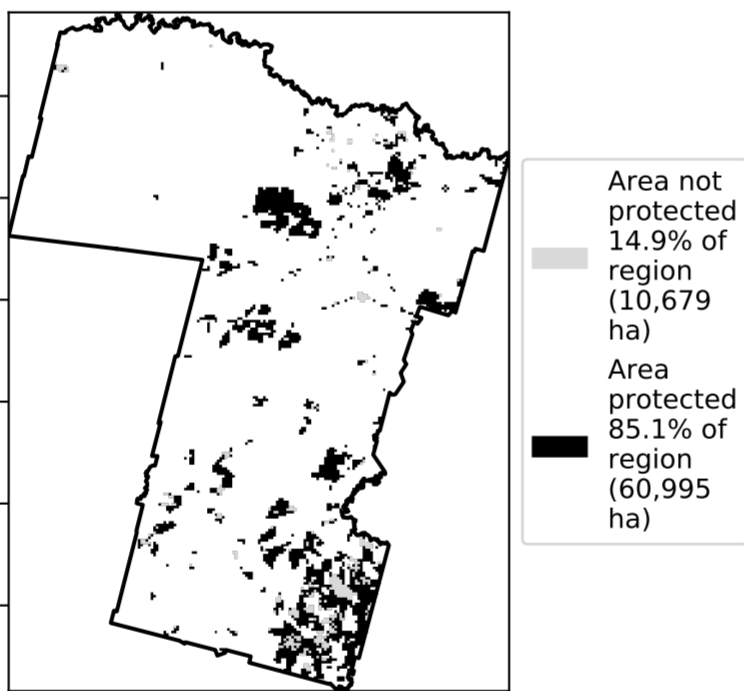 Area not
protected
14.9% of
region
(10,679
ha)
Area
protected
85.1% of
region
(60,995
ha)